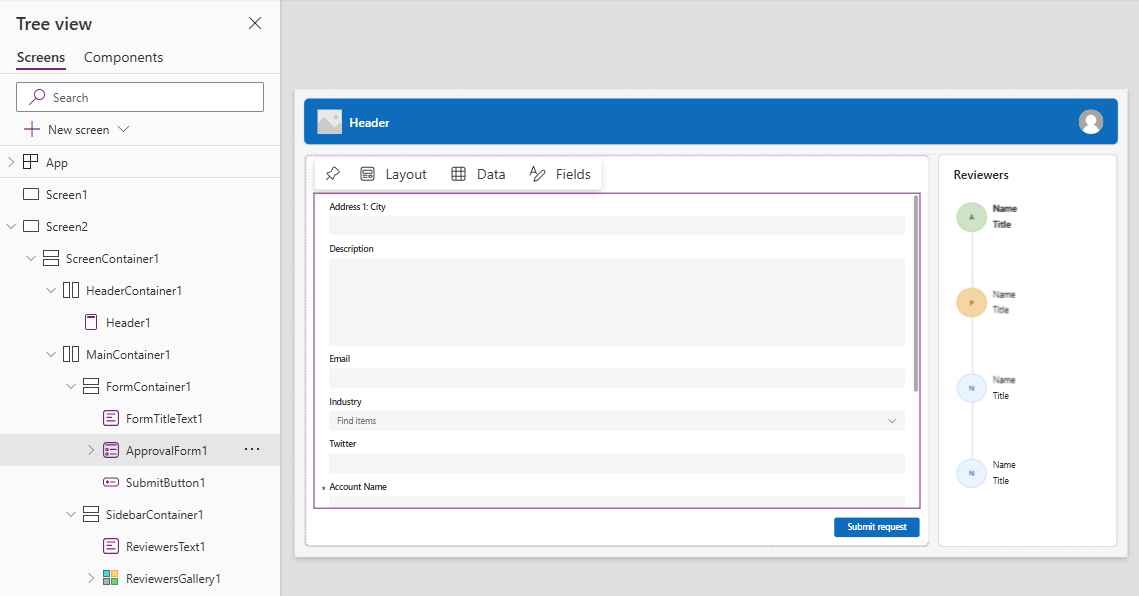 Tree view
Screens Components
Search
New screen
App
Screen1
Screen2
ScreenContainer1
HeaderContainer1
Header1
MainContainer1
FormContainer1
FormTitleText1
ApprovalForm1
SubmitButton1
SidebarContainer1
ReviewersText1
ReviewersGallery1
Header
Layout Data Fields
Address 1: City
Description
Email
Industry
Find items
Twitter
* Account Name
Submit request
Reviewers
A
Name
Title
P
Name
Title
N
Name
Title
N
Name
Title